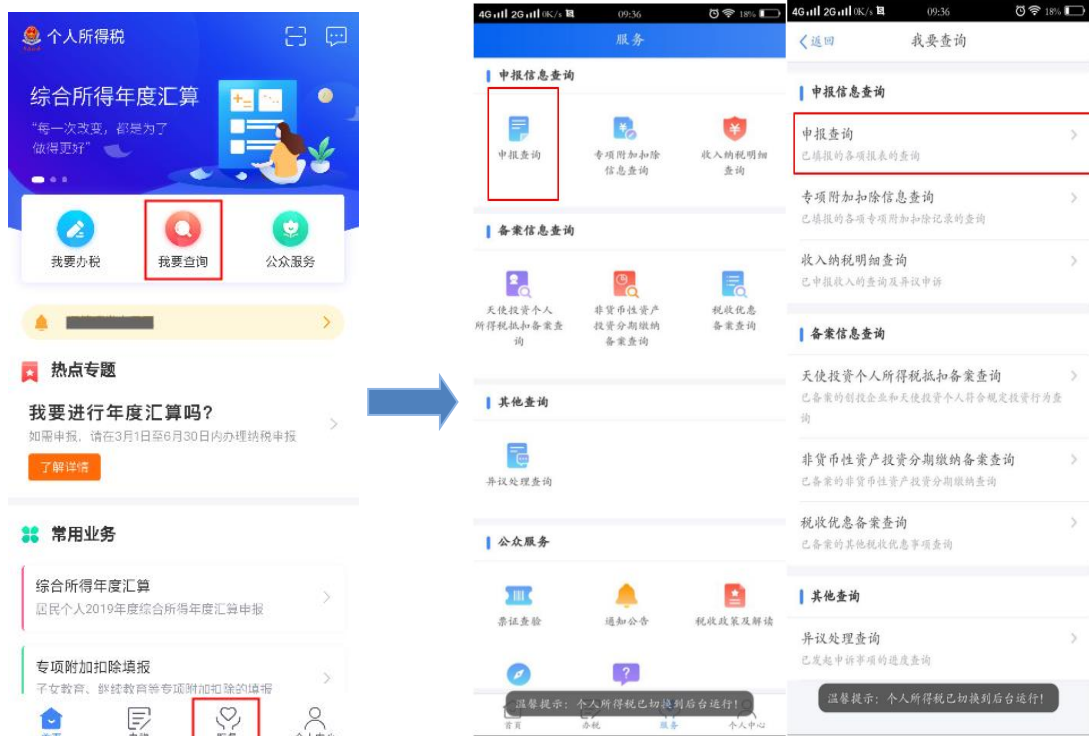 个人所得税
综合所得年度汇算
“每一次改变，都是为了
做得更好”
我要办税
我要查询
公众服务
热点专题
我要进行年度汇算吗?
如需申报，请在3月1日至6月30日内办理纳税申报
了解详情
常用业务
综合所得年度汇算
居民个人2019年度综合所得年度汇算申报
专项附加扣除填报
子女教育、继续教育等专项附加扣除的填报
首页
办税
服务
个人中心
4G 2G 0K/s 09:36 18%
服务
申报信息查询
申报查询
专项附加扣除
信息查询
收入纳税明细
查询
备案信息查询
天使投资个人
所得税抵扣备案查
询
非货币性资产
投资分期缴纳
备案查询
税收优惠
备案查询
其他查询
异议处理查询
公众服务
票证查验
通知公告
税收政策及解读
温馨提示：个人所得税已切换到后台运行!
首页
办税
服务
个人中心
4G 2G 0K/s 09:36 18%
返回
我要查询
申报信息查询
申报查询
已填报的各项报表的查询
专项附加扣除信息查询
已填报的各项专项附加扣除记录的查询
收入纳税明细查询
已申报收入的查询及异议申诉
备案信息查询
天使投资个人所得税抵扣备案查询
已备案的创投企业和天使投资个人符合规定投资行为查
询
非货币性资产投资分期缴纳备案查询
已备案的非货币性资产投资分期缴纳查询
税收优惠备案查询
已备案的其他税收优惠事项查询
其他查询
异议处理查询
已发起申诉事项的进度查询
温馨提示：个人所得税已切换到后台运行!